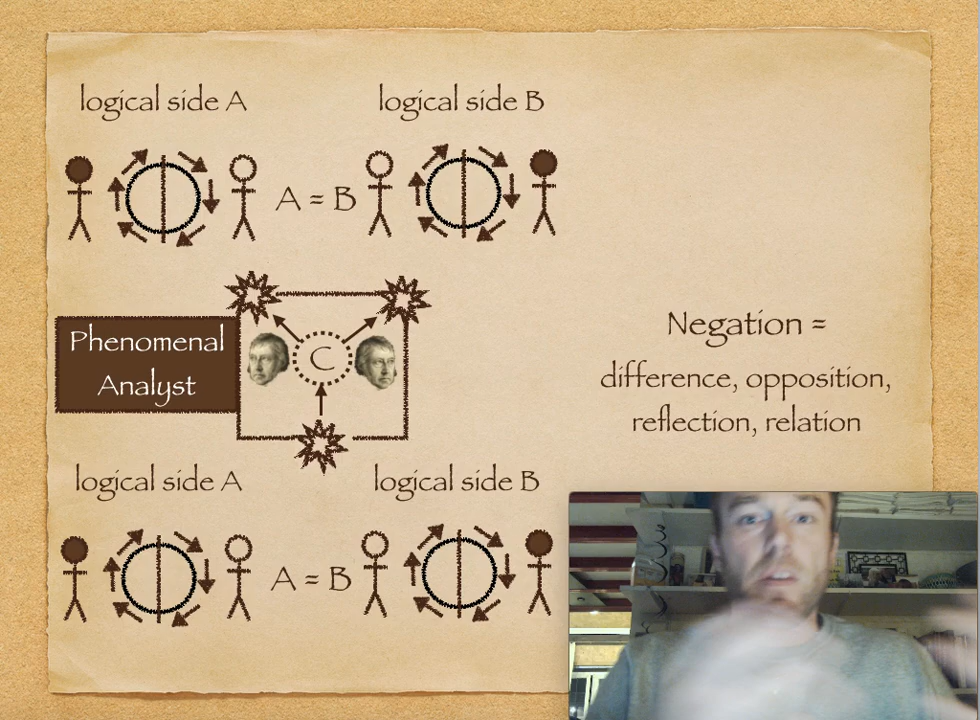 logical side A
logical side B
A = B
Phenomenal
Analyst
C
Negation =
difference, opposition,
reflection, relation
logical side A
logical side B
A = B